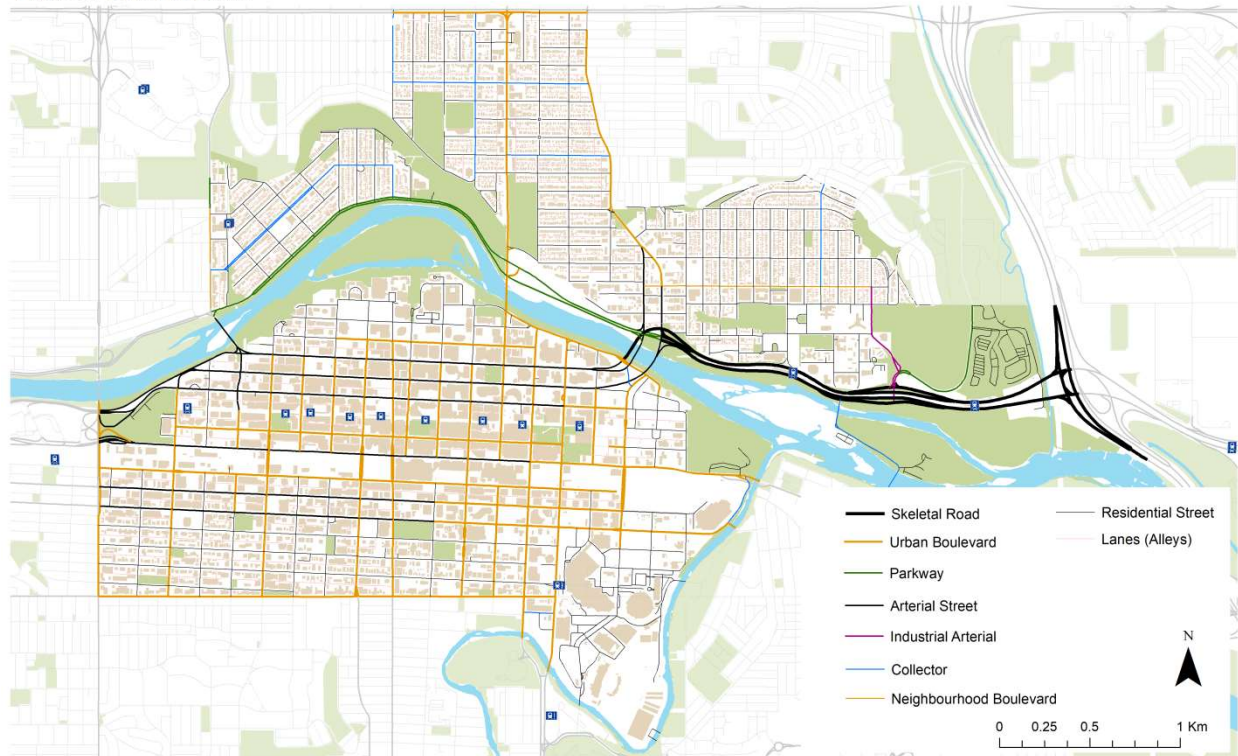 Skeletal Road
Urban Boulevard
Parkway
Arterial Street
Industrial Arterial
Collector
Neighbourhood Boulevard
Residential Street
Lanes (Alleys)
N
0 0.25 0.5 1 Km